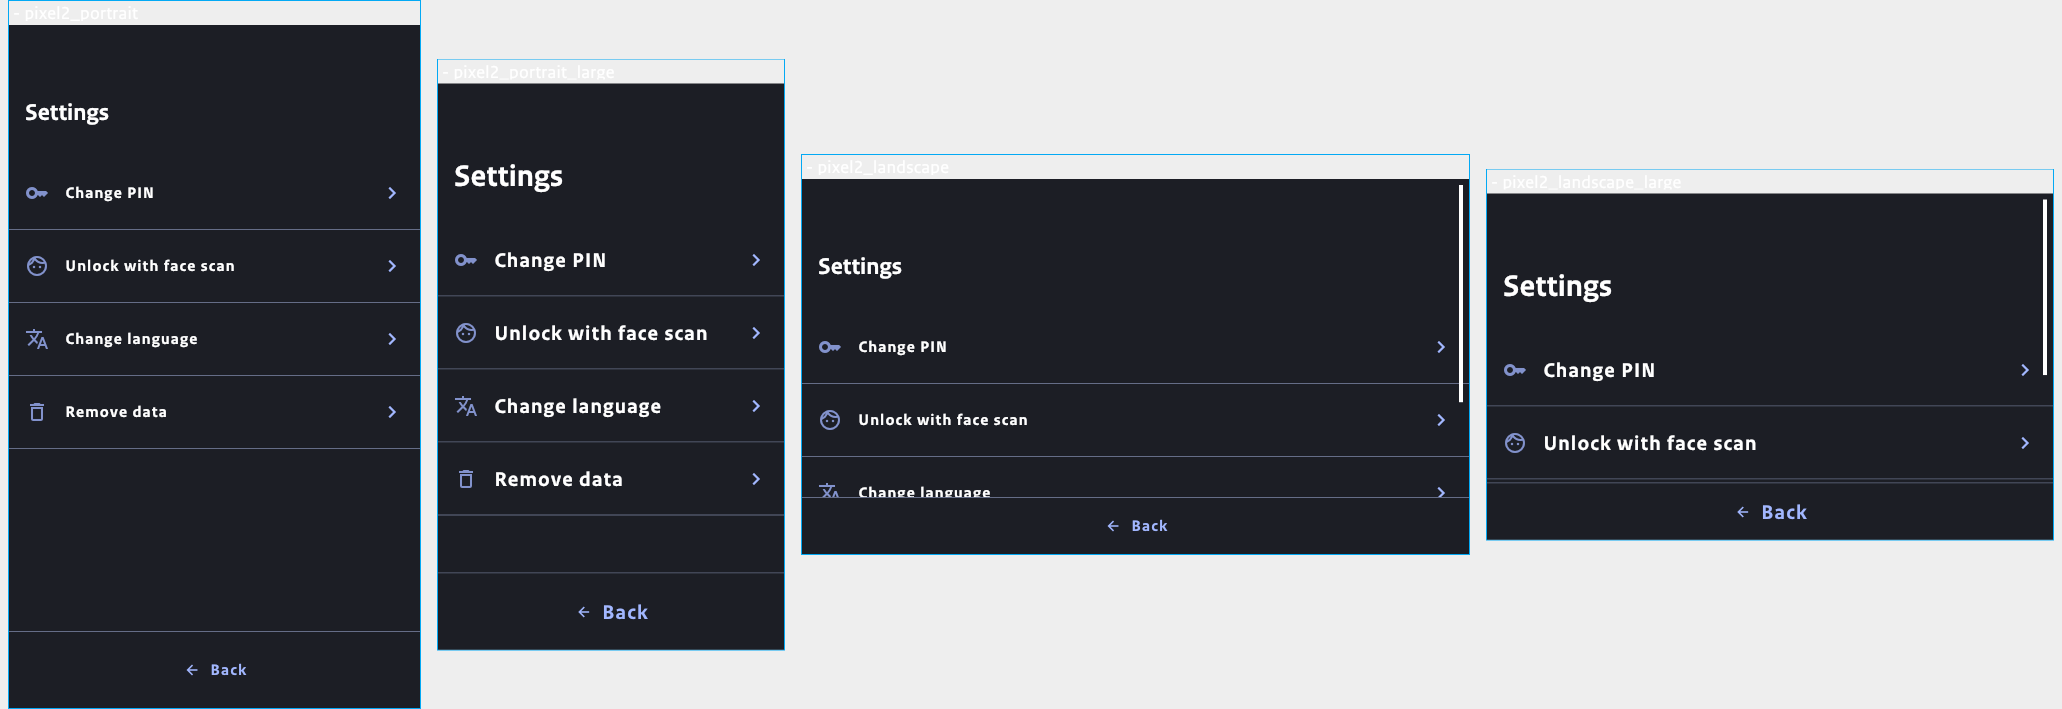 - pixel2_portrait
Settings
Change PIN
Unlock with face scan
Change language
Remove data
Back
- pixel2_portrait_large
Settings
Change PIN
Unlock with face scan
Change language
Remove data
Back
- pixel2_landscape
Settings
Change PIN
Unlock with face scan
Change language
Back
- pixel2_landscape_large
Settings
Change PIN
Unlock with face scan
Back